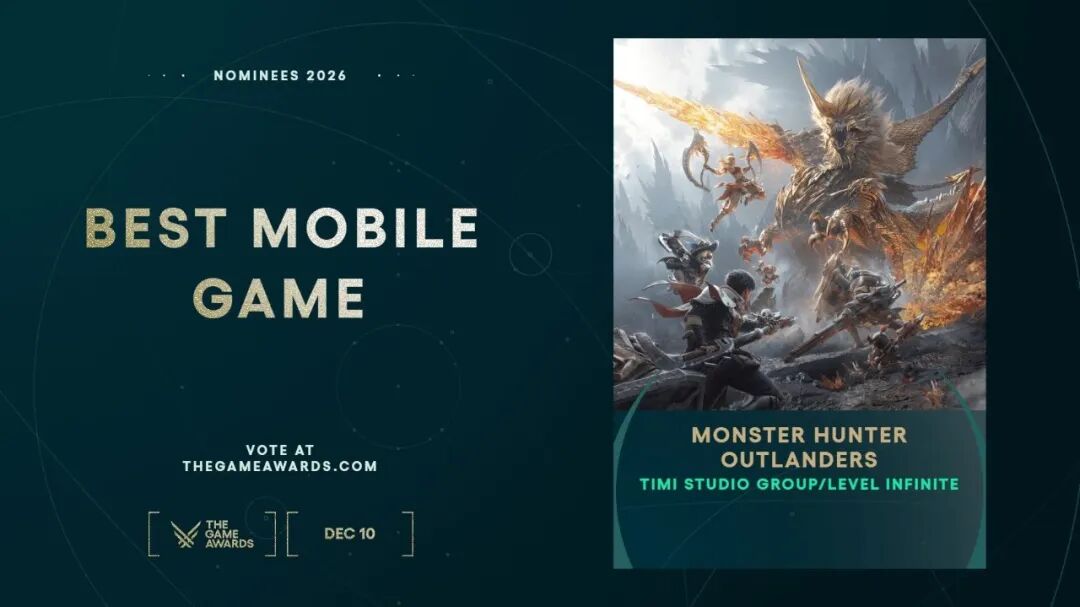 NOMINEES 2026
BEST MOBILE
GAME
VOTE AT
THEGAMEAWARDS.COM
THE
GAME
AWARDS
DEC 10
MONSTER HUNTER
OUTLANDERS
TIMI STUDIO GROUP/LEVEL INFINITE